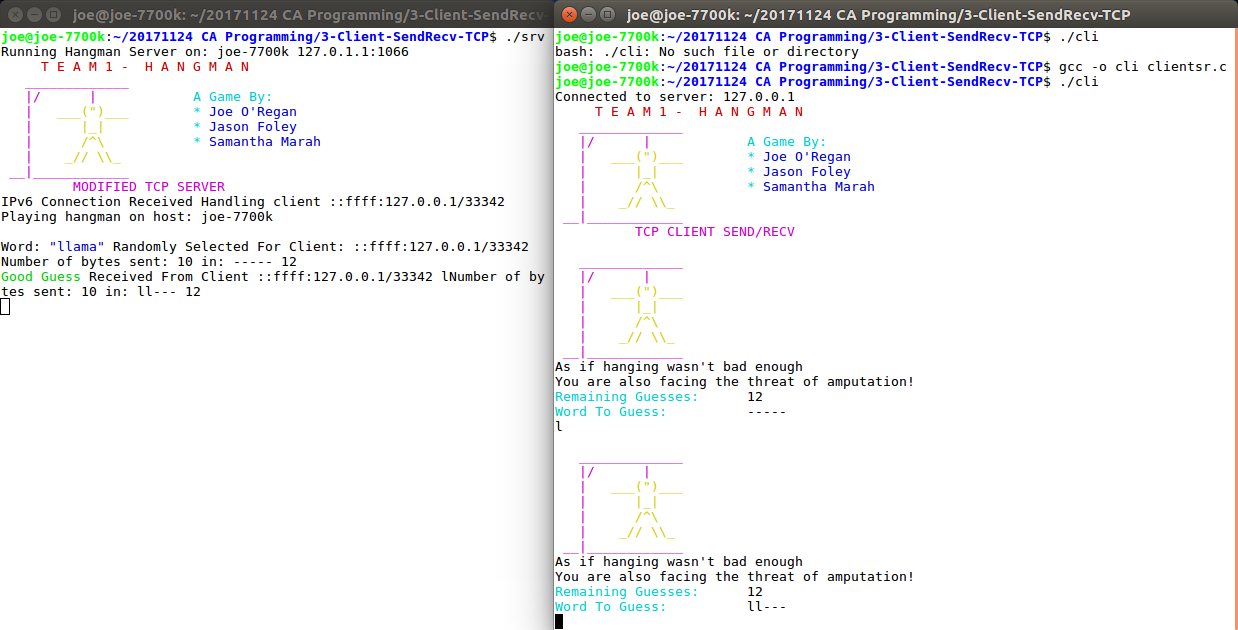 joe@joe-7700k: ~/20171124 CA Programming/3-Client-SendRecv-
joe@joe-7700k:~/20171124 CA Programming/3-Client-SendRecv-TCP$ ./srv
Running Hangman Server on: joe-7700k 127.0.1.1:1066
     T E A M 1 -  H A N G M A N
   _____________
   |/      |            A Game By:
   |   ___(")___        * Joe O'Regan
   |      |_|           * Jason Foley
   |      /^\           * Samantha Marah
   |    _// \\_
 __|____________
         MODIFIED TCP SERVER
IPv6 Connection Received Handling client ::ffff:127.0.0.1/33342
Playing hangman on host: joe-7700k
Word: "llama" Randomly Selected For Client: ::ffff:127.0.0.1/33342
Number of bytes sent: 10 in: ----- 12
Good Guess Received From Client ::ffff:127.0.0.1/33342 lNumber of by
tes sent: 10 in: ll--- 12
joe@joe-7700k: ~/20171124 CA Programming/3-Client-SendRecv-TCP
joe@joe-7700k:~/20171124 CA Programming/3-Client-SendRecv-TCP$ ./cli
bash: ./cli: No such file or directory
joe@joe-7700k:~/20171124 CA Programming/3-Client-SendRecv-TCP$ gcc -o cli clientsr.c
joe@joe-7700k:~/20171124 CA Programming/3-Client-SendRecv-TCP$ ./cli
Connected to server: 127.0.0.1
     T E A M 1 -  H A N G M A N
   _____________
   |/      |            A Game By:
   |   ___(")___        * Joe O'Regan
   |      |_|           * Jason Foley
   |      /^\           * Samantha Marah
   |    _// \\_
 __|____________
          TCP CLIENT SEND/RECV
   _____________
   |/      |
   |   ___(")___
   |      |_|
   |      /^\
   |    _// \\_
 __|____________
As if hanging wasn't bad enough
You are also facing the threat of amputation!
Remaining Guesses:      12
Word To Guess:          -----
l
   _____________
   |/      |
   |   ___(")___
   |      |_|
   |      /^\
   |    _// \\_
 __|____________
As if hanging wasn't bad enough
You are also facing the threat of amputation!
Remaining Guesses:      12
Word To Guess:          ll---